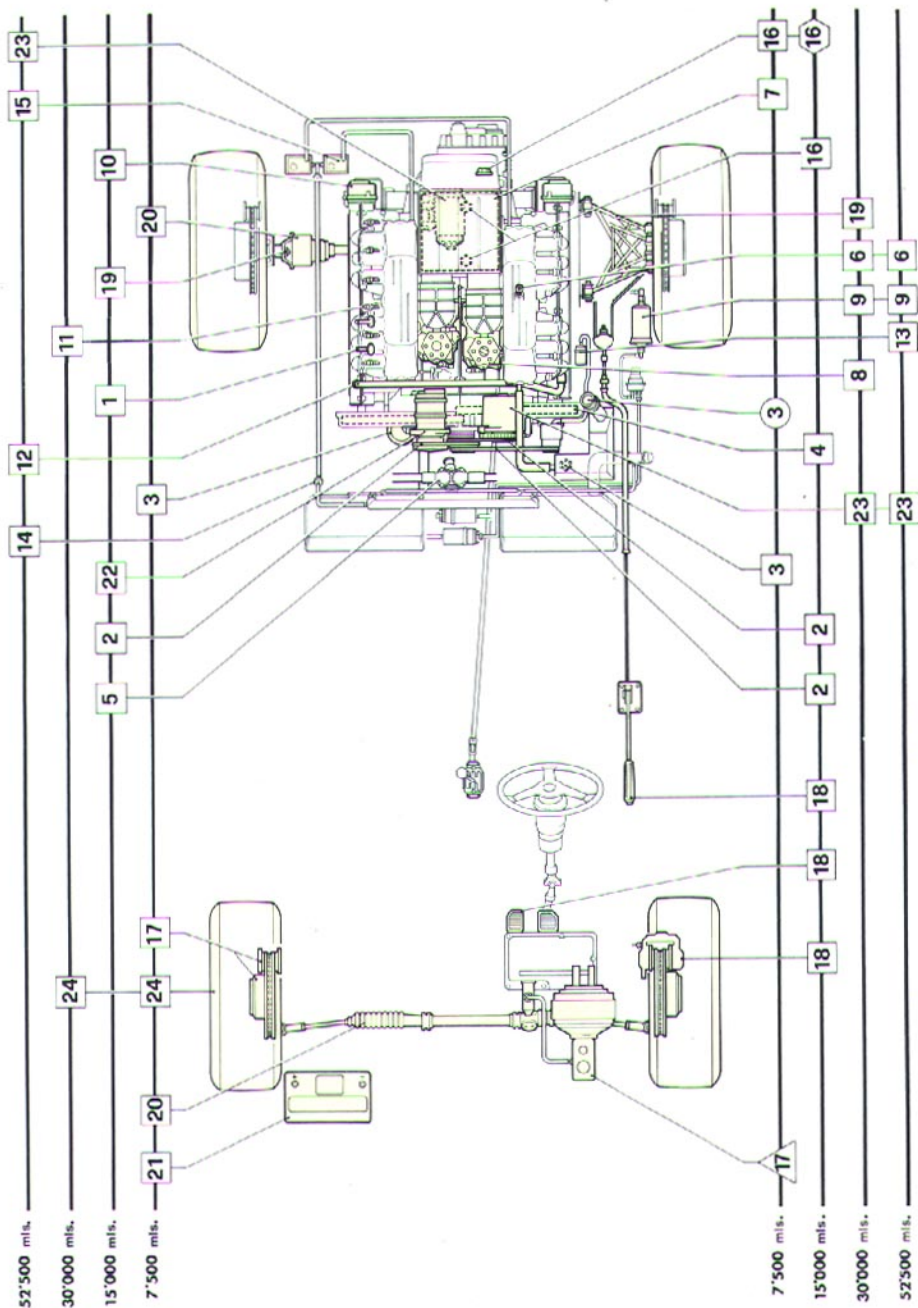 52'500 mls. 14 12 15 23
30'000 mls. 24 11
15'000 mls. 5 2 22 1 19 10
7'500 mls. 21 20 24 17 3 20
7'500 mls. 17 3 3 7 16
15'000 mls. 18 18 18 2 2 4 16 16
30'000 mls. 23 8 9 6 19
52'500 mls. 23 13 9 6